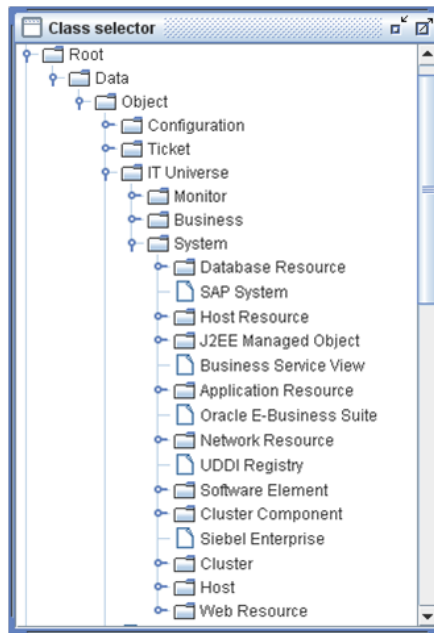 Class selector
Root
Data
Object
Configuration
Ticket
IT Universe
Monitor
Business
System
Database Resource
SAP System
Host Resource
J2EE Managed Object
Business Service View
Application Resource
Oracle E-Business Suite
Network Resource
UDDI Registry
Software Element
Cluster Component
Siebel Enterprise
Cluster
Host
Web Resource